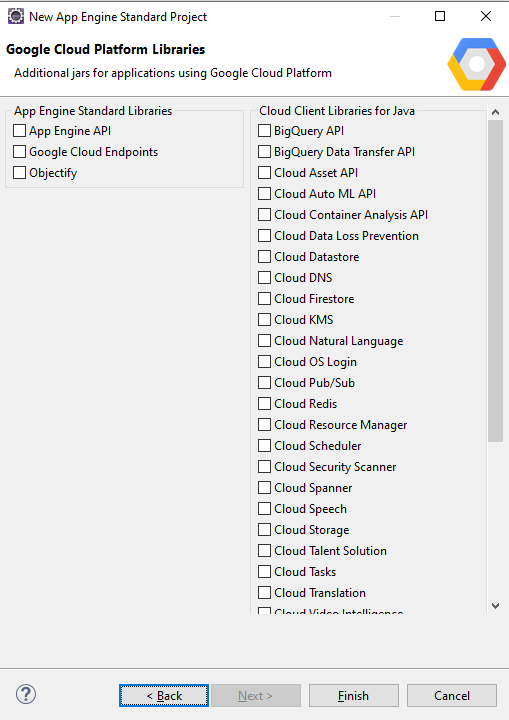 New App Engine Standard Project
Google Cloud Platform Libraries
Additional jars for applications using Google Cloud Platform
App Engine Standard Libraries
App Engine API
Google Cloud Endpoints
Objectify
Cloud Client Libraries for Java
BigQuery API
BigQuery Data Transfer API
Cloud Asset API
Cloud Auto ML API
Cloud Container Analysis API
Cloud Data Loss Prevention
Cloud Datastore
Cloud DNS
Cloud Firestore
Cloud KMS
Cloud Natural Language
Cloud OS Login
Cloud Pub/Sub
Cloud Redis
Cloud Resource Manager
Cloud Scheduler
Cloud Security Scanner
Cloud Spanner
Cloud Speech
Cloud Storage
Cloud Talent Solution
Cloud Tasks
Cloud Translation
Cloud Video Intelligence
? < Back Next > Finish Cancel